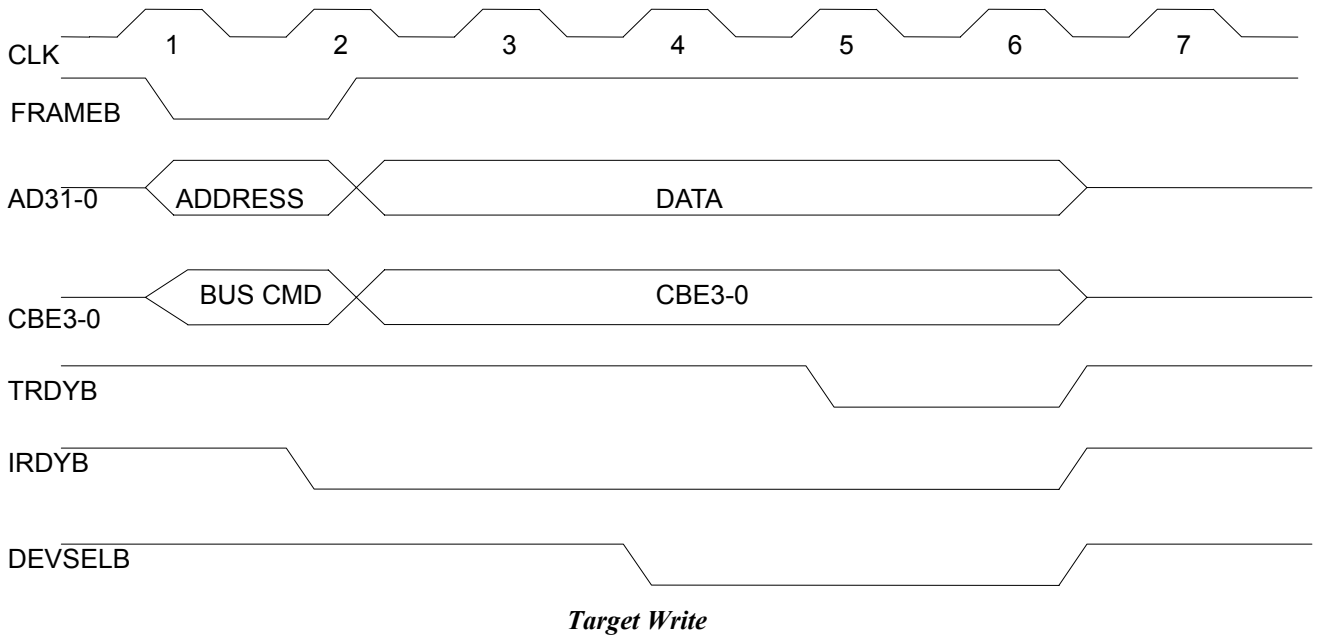 CLK 1 2 3 4 5 6 7
FRAMEB
AD31-0 ADDRESS DATA
CBE3-0 BUS CMD CBE3-0
TRDYB
IRDYB
DEVSELB
Target Write